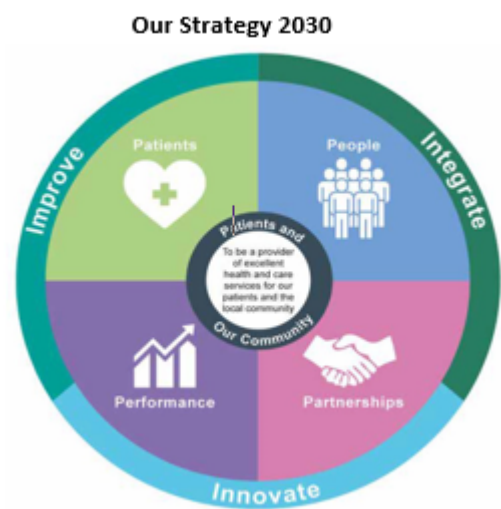 Our Strategy 2030
Improve
Integrate
Patients
People
Patients and
To be a provider
of excellent
health and care
services for our
patients and the
local community
Our Community
Performance
Partnerships
Innovate